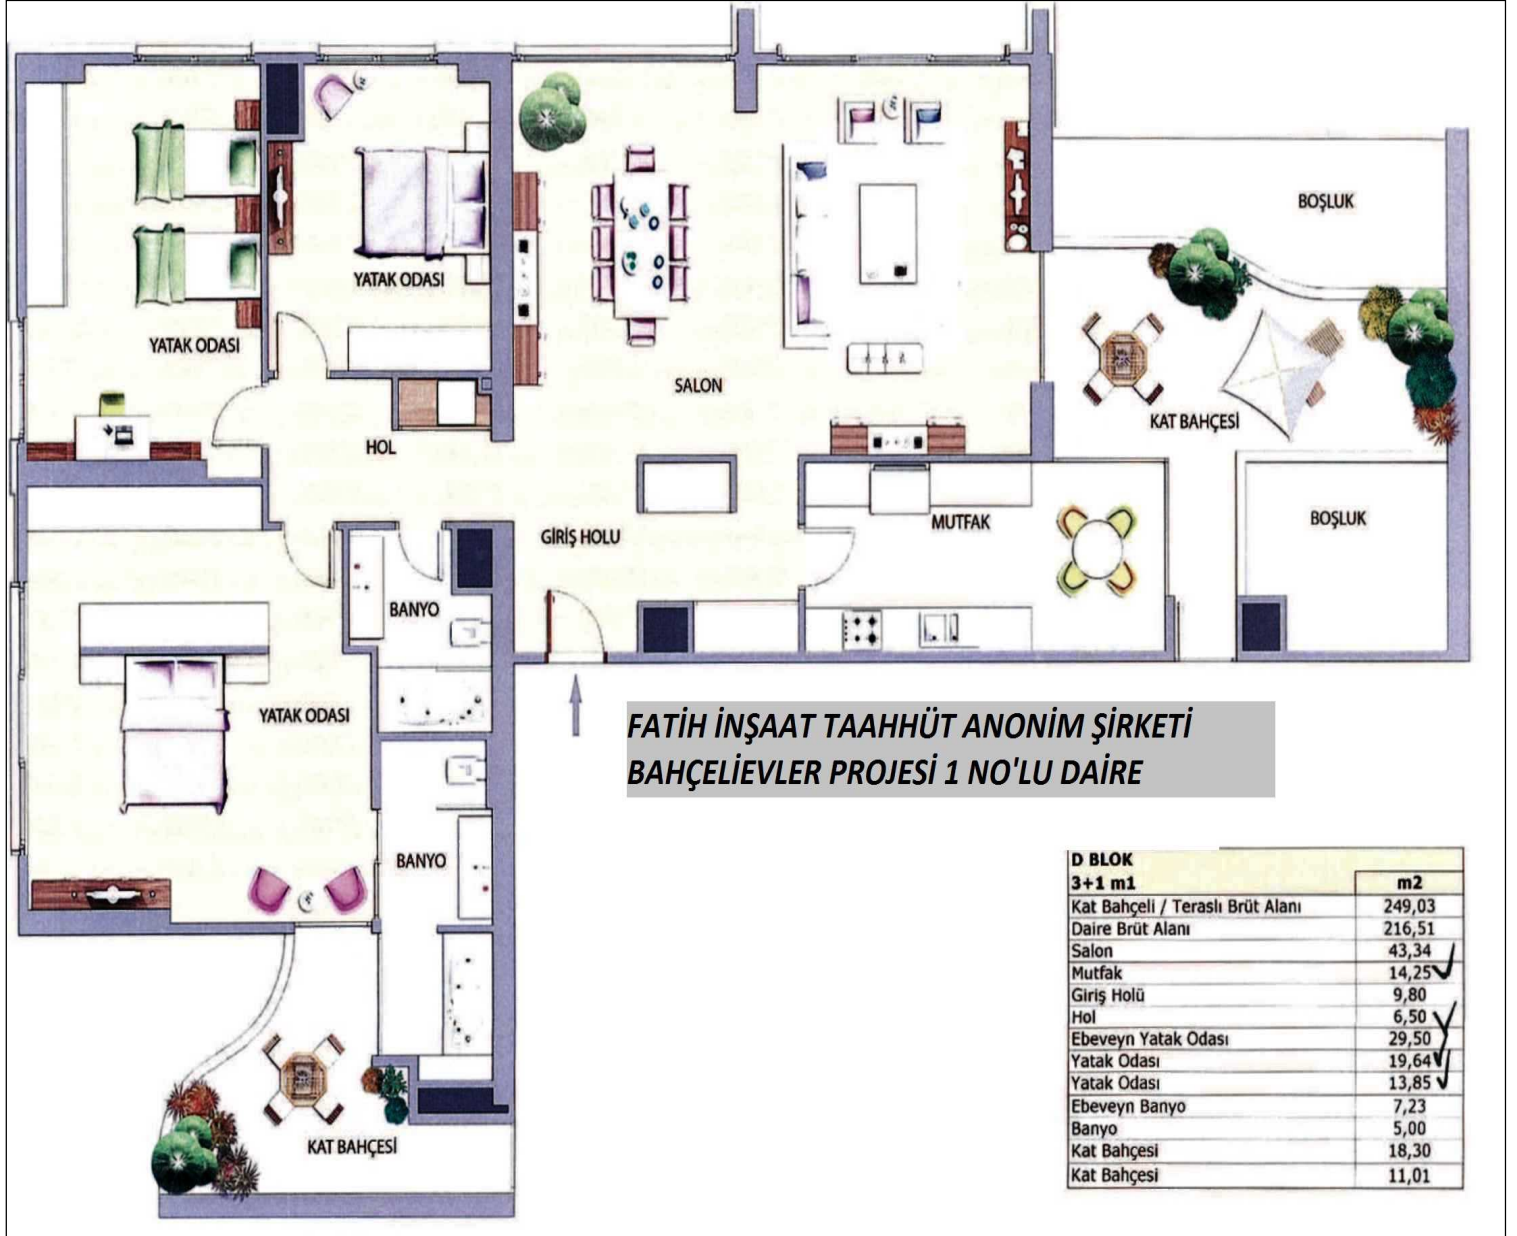 BOŞLUK
YATAK ODASI
YATAK ODASI
SALON
KAT BAHÇESİ
HOL
BOŞLUK
MUTFAK
GİRİŞ HOLU
BANYO
YATAK ODASI
FATİH İNŞAAT TAAHHÜT ANONİM ŞİRKETİ
BAHÇELİEVLER PROJESİ 1 NO'LU DAİRE
BANYO
KAT BAHÇESİ
D BLOK
3+1 m1 m2
Kat Bahçeli / Teraslı Brüt Alanı 249,03
Daire Brüt Alanı 216,51
Salon 43,34
Mutfak 14,25
Giriş Holü 9,80
Hol 6,50
Ebeveyn Yatak Odası 29,50
Yatak Odası 19,64
Yatak Odası 13,85
Ebeveyn Banyo 7,23
Banyo 5,00
Kat Bahçesi 18,30
Kat Bahçesi 11,01